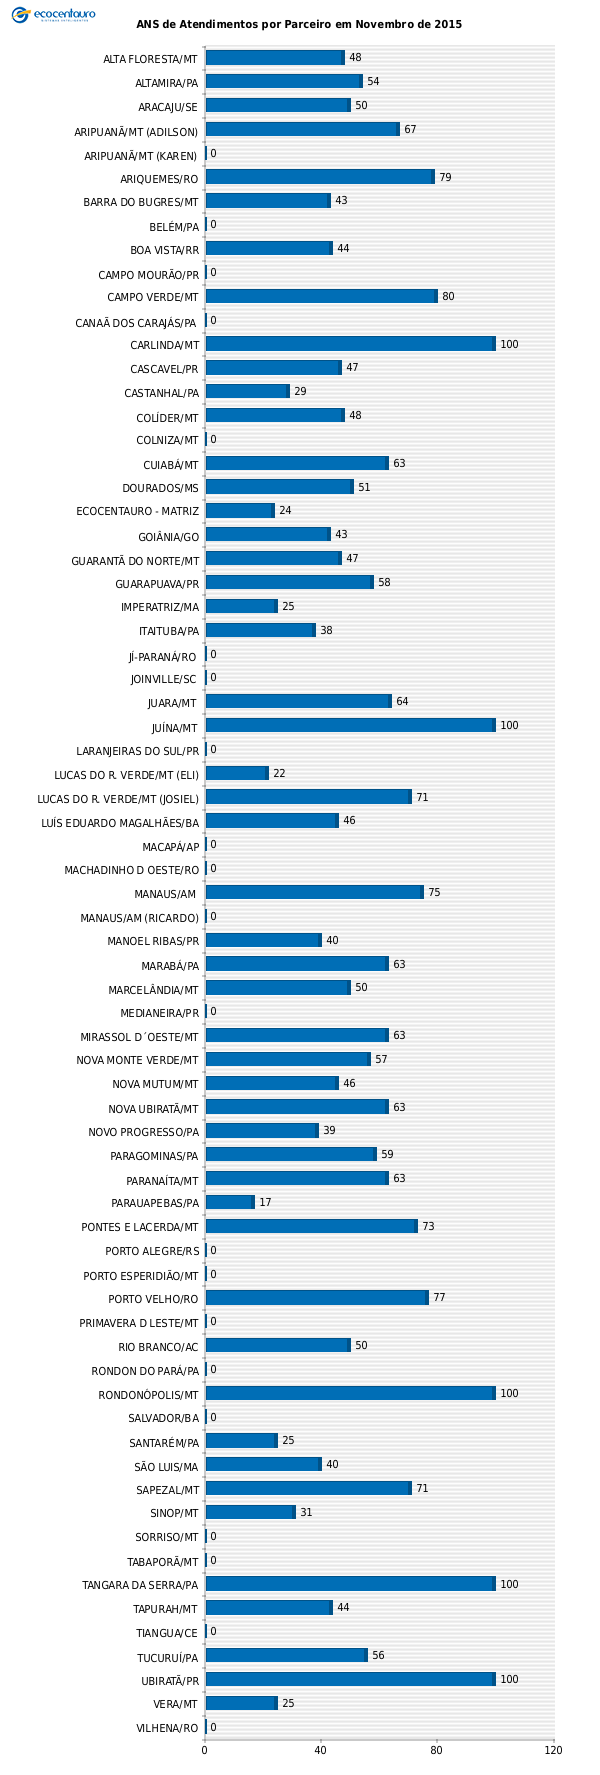 ecocentauro
ANS de Atendimentos por Parceiro em Novembro de 2015
ALTA FLORESTA/MT 48
ALTAMIRA/PA 54
ARACAJU/SE 50
ARIPUANÃ/MT (ADILSON) 67
ARIPUANÃ/MT (KAREN) 0
ARIQUEMES/RO 79
BARRA DO BUGRES/MT 43
BELÉM/PA 0
BOA VISTA/RR 44
CAMPO MOURÃO/PR 0
CAMPO VERDE/MT 80
CANAÃ DOS CARAJÁS/PA 0
CARLINDA/MT 100
CASCAVEL/PR 47
CASTANHAL/PA 29
COLÍDER/MT 48
COLNIZA/MT 0
CUIABÁ/MT 63
DOURADOS/MS 51
ECOCENTAURO - MATRIZ 24
GOIÂNIA/GO 43
GUARANTÃ DO NORTE/MT 47
GUARAPUAVA/PR 58
IMPERATRIZ/MA 25
ITAITUBA/PA 38
JÍ-PARANÁ/RO 0
JOINVILLE/SC 0
JUARA/MT 64
JUÍNA/MT 100
LARANJEIRAS DO SUL/PR 0
LUCAS DO R. VERDE/MT (ELI) 22
LUCAS DO R. VERDE/MT (JOSIEL) 71
LUÍS EDUARDO MAGALHÃES/BA 46
MACAPÁ/AP 0
MACHADINHO D OESTE/RO 0
MANAUS/AM 75
MANAUS/AM (RICARDO) 0
MANOEL RIBAS/PR 40
MARABÁ/PA 63
MARCELÂNDIA/MT 50
MEDIANEIRA/PR 0
MIRASSOL D´OESTE/MT 63
NOVA MONTE VERDE/MT 57
NOVA MUTUM/MT 46
NOVA UBIRATÃ/MT 63
NOVO PROGRESSO/PA 39
PARAGOMINAS/PA 59
PARANAÍTA/MT 63
PARAUAPEBAS/PA 17
PONTES E LACERDA/MT 73
PORTO ALEGRE/RS 0
PORTO ESPERIDIÃO/MT 0
PORTO VELHO/RO 77
PRIMAVERA D LESTE/MT 0
RIO BRANCO/AC 50
RONDON DO PARÁ/PA 0
RONDONÓPOLIS/MT 100
SALVADOR/BA 0
SANTARÉM/PA 25
SÃO LUIS/MA 40
SAPEZAL/MT 71
SINOP/MT 31
SORRISO/MT 0
TABAPORÃ/MT 0
TANGARA DA SERRA/PA 100
TAPURAH/MT 44
TIANGUA/CE 0
TUCURUÍ/PA 56
UBIRATÃ/PR 100
VERA/MT 25
VILHENA/RO 0
0 40 80 120